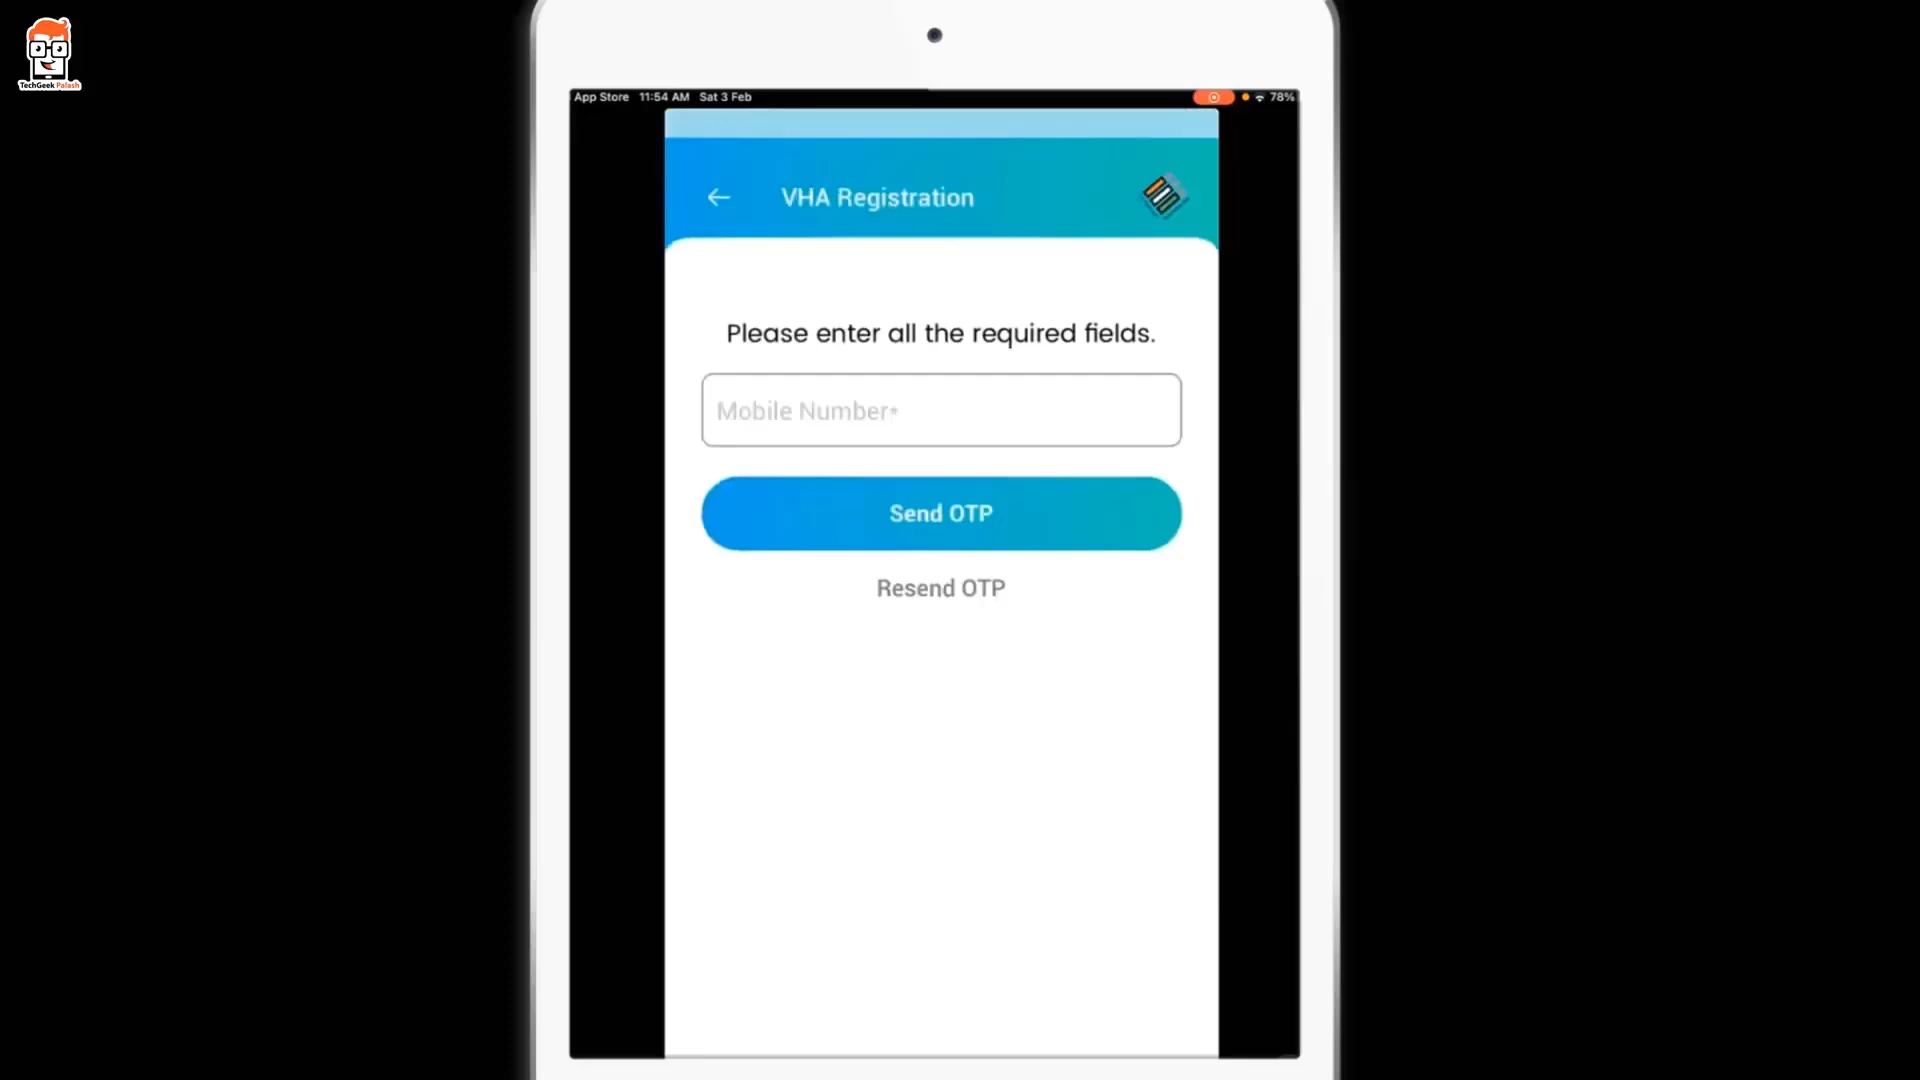 TechGeek Palash
App Store 11:54 AM Sat 3 Feb 78%
VHA Registration
Please enter all the required fields.
Mobile Number*
Send OTP
Resend OTP